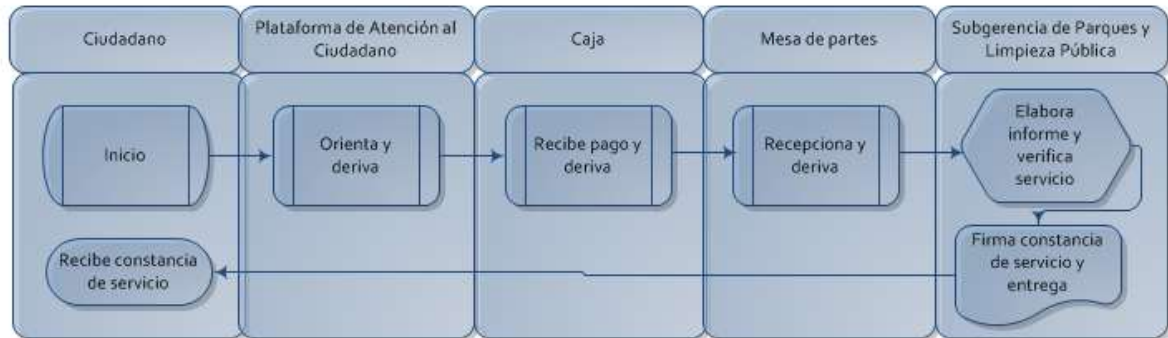 Ciudadano
Plataforma de Atención al
Ciudadano
Caja
Mesa de partes
Subgerencia de Parques y
Limpieza Pública
Inicio
Orienta y
deriva
Recibe pago y
deriva
Recepciona y
deriva
Elabora
informe y
verifica
servicio
Recibe constancia
de servicio
Firma constancia
de servicio y
entrega